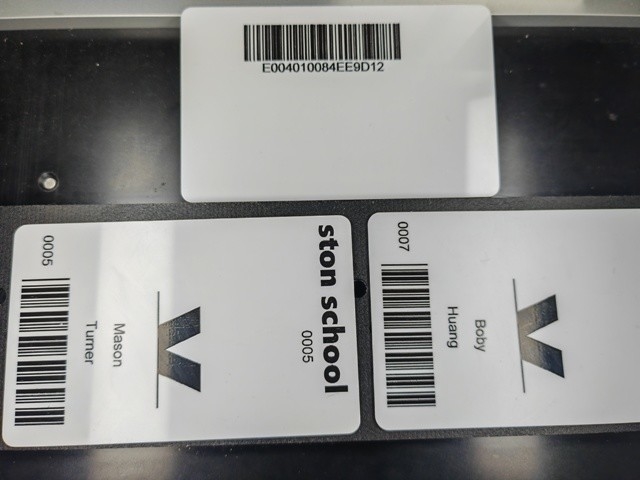 E004010084EE9D12
ston school
0005
Mason
Turner
0005
Boby
Huang
0007